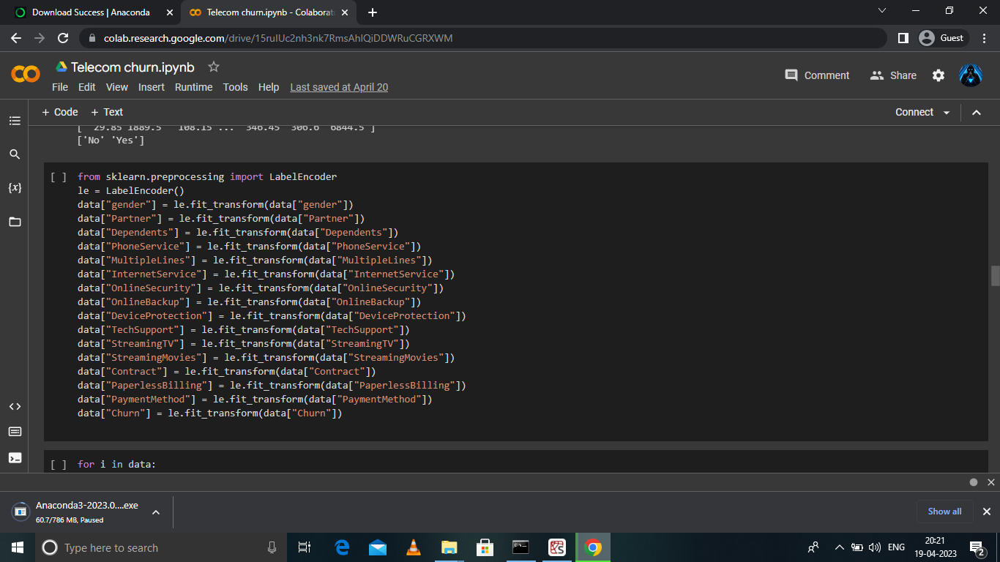 Download Success | Anaconda
Telecom churn.ipynb - Colaborat
colab.research.google.com/drive/15rulUc2nh3nk7RmsAhlQiDDWRuCGRXWM
Guest
Telecom churn.ipynb
File Edit View Insert Runtime Tools Help Last saved at April 20
Comment
Share
+ Code + Text
Connect
[ 29.85 1889.5 108.15 ... 346.45 306.6 6844.5 ]
['No' 'Yes']
[ ] from sklearn.preprocessing import LabelEncoder
le = LabelEncoder()
data["gender"] = le.fit_transform(data["gender"])
data["Partner"] = le.fit_transform(data["Partner"])
data["Dependents"] = le.fit_transform(data["Dependents"])
data["PhoneService"] = le.fit_transform(data["PhoneService"])
data["MultipleLines"] = le.fit_transform(data["MultipleLines"])
data["InternetService"] = le.fit_transform(data["InternetService"])
data["OnlineSecurity"] = le.fit_transform(data["OnlineSecurity"])
data["OnlineBackup"] = le.fit_transform(data["OnlineBackup"])
data["DeviceProtection"] = le.fit_transform(data["DeviceProtection"])
data["TechSupport"] = le.fit_transform(data["TechSupport"])
data["StreamingTV"] = le.fit_transform(data["StreamingTV"])
data["StreamingMovies"] = le.fit_transform(data["StreamingMovies"])
data["Contract"] = le.fit_transform(data["Contract"])
data["PaperlessBilling"] = le.fit_transform(data["PaperlessBilling"])
data["PaymentMethod"] = le.fit_transform(data["PaymentMethod"])
data["Churn"] = le.fit_transform(data["Churn"])
[ ] for i in data:
Anaconda3-2023.0....exe
60.7/786 MB, Paused
Show all
Type here to search
ENG
20:21
19-04-2023
2